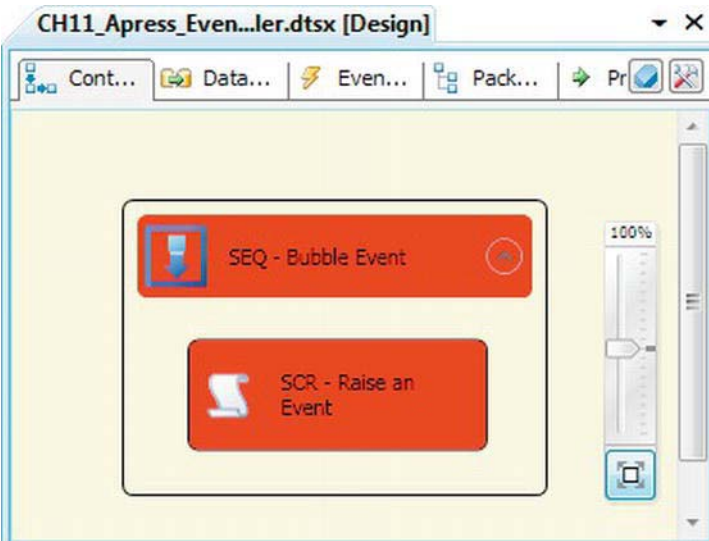 CH11_Apress_Even...ler.dtsx [Design]
Cont... Data... Even... Pack... Pr
SEQ - Bubble Event
100%
SCR - Raise an
Event